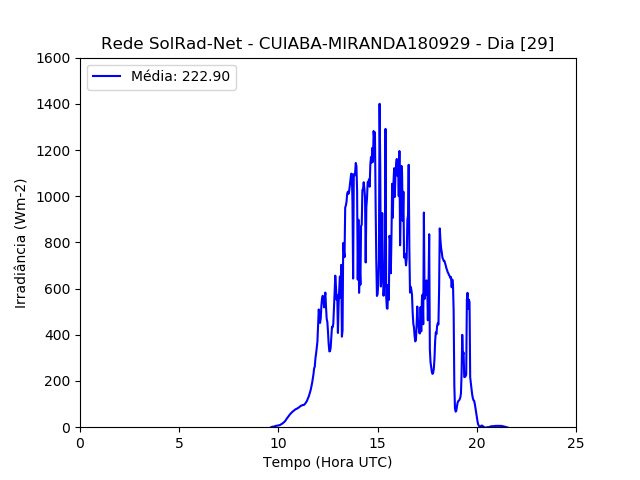 Rede SolRad-Net - CUIABA-MIRANDA180929 - Dia [29]
Média: 222.90
1600
1400
1200
1000
800
600
400
200
0
Irradiância (Wm-2)
0 5 10 15 20 25
Tempo (Hora UTC)